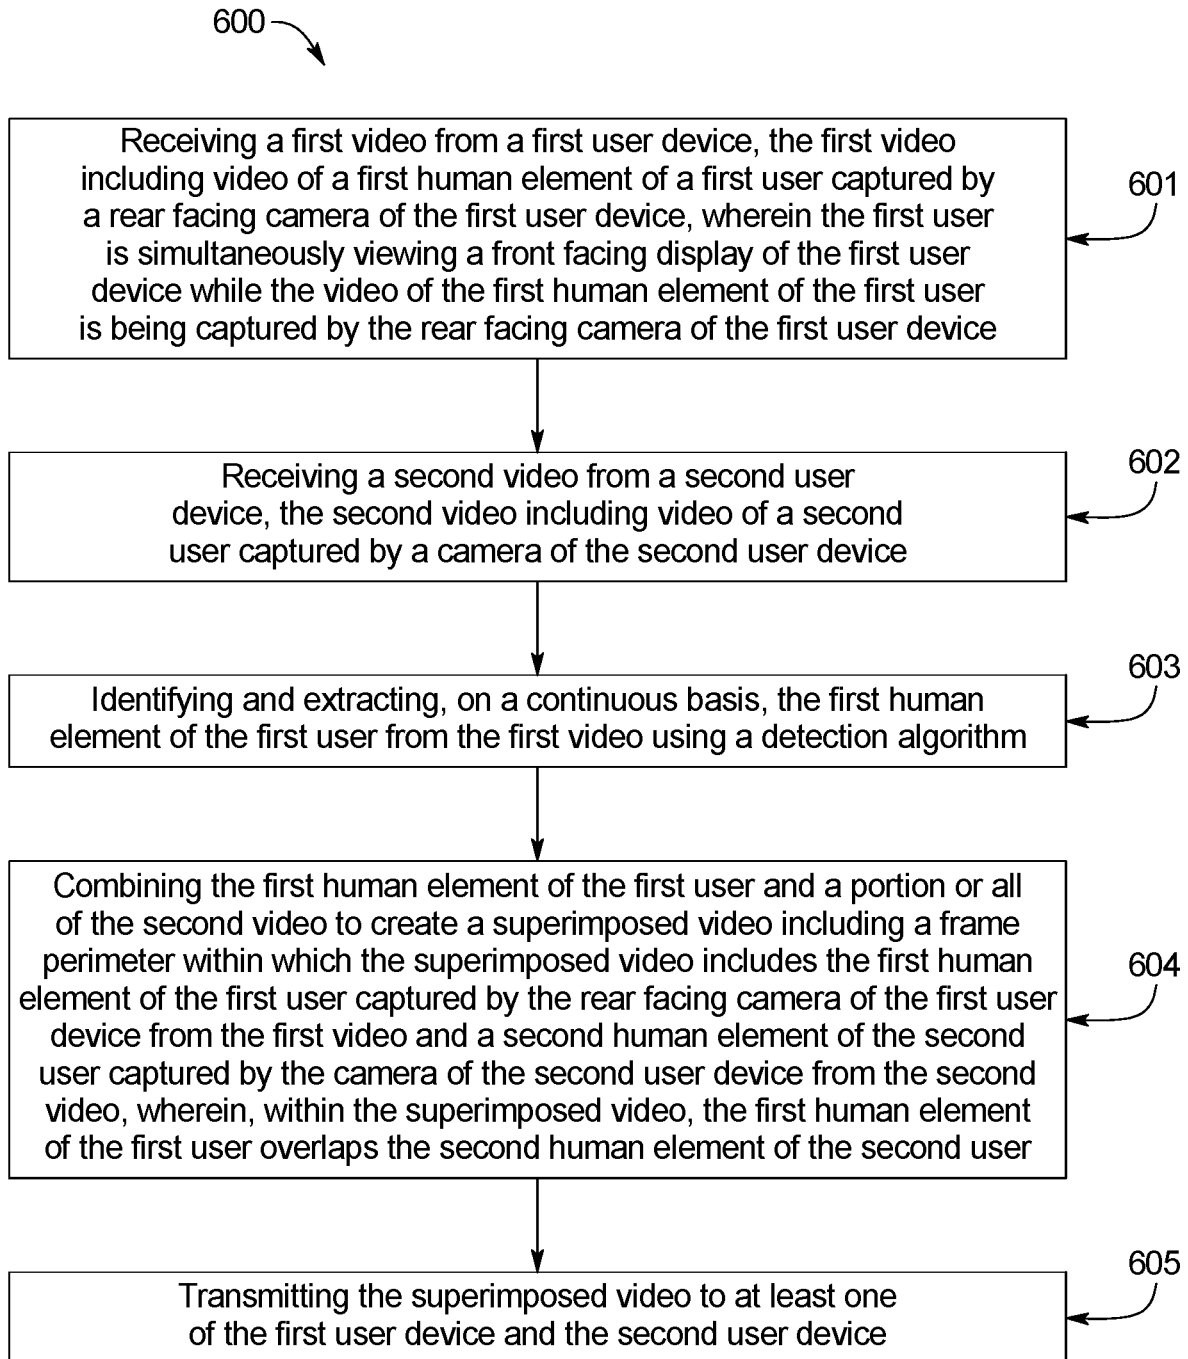 600
Receiving a first video from a first user device, the first video
including video of a first human element of a first user captured by
a rear facing camera of the first user device, wherein the first user
is simultaneously viewing a front facing display of the first user
device while the video of the first human element of the first user
is being captured by the rear facing camera of the first user device
601
Receiving a second video from a second user
device, the second video including video of a second
user captured by a camera of the second user device
602
Identifying and extracting, on a continuous basis, the first human
element of the first user from the first video using a detection algorithm
603
Combining the first human element of the first user and a portion or all
of the second video to create a superimposed video including a frame
perimeter within which the superimposed video includes the first human
element of the first user captured by the rear facing camera of the first user
device from the first video and a second human element of the second
user captured by the camera of the second user device from the second
video, wherein, within the superimposed video, the first human element
of the first user overlaps the second human element of the second user
604
Transmitting the superimposed video to at least one
of the first user device and the second user device
605